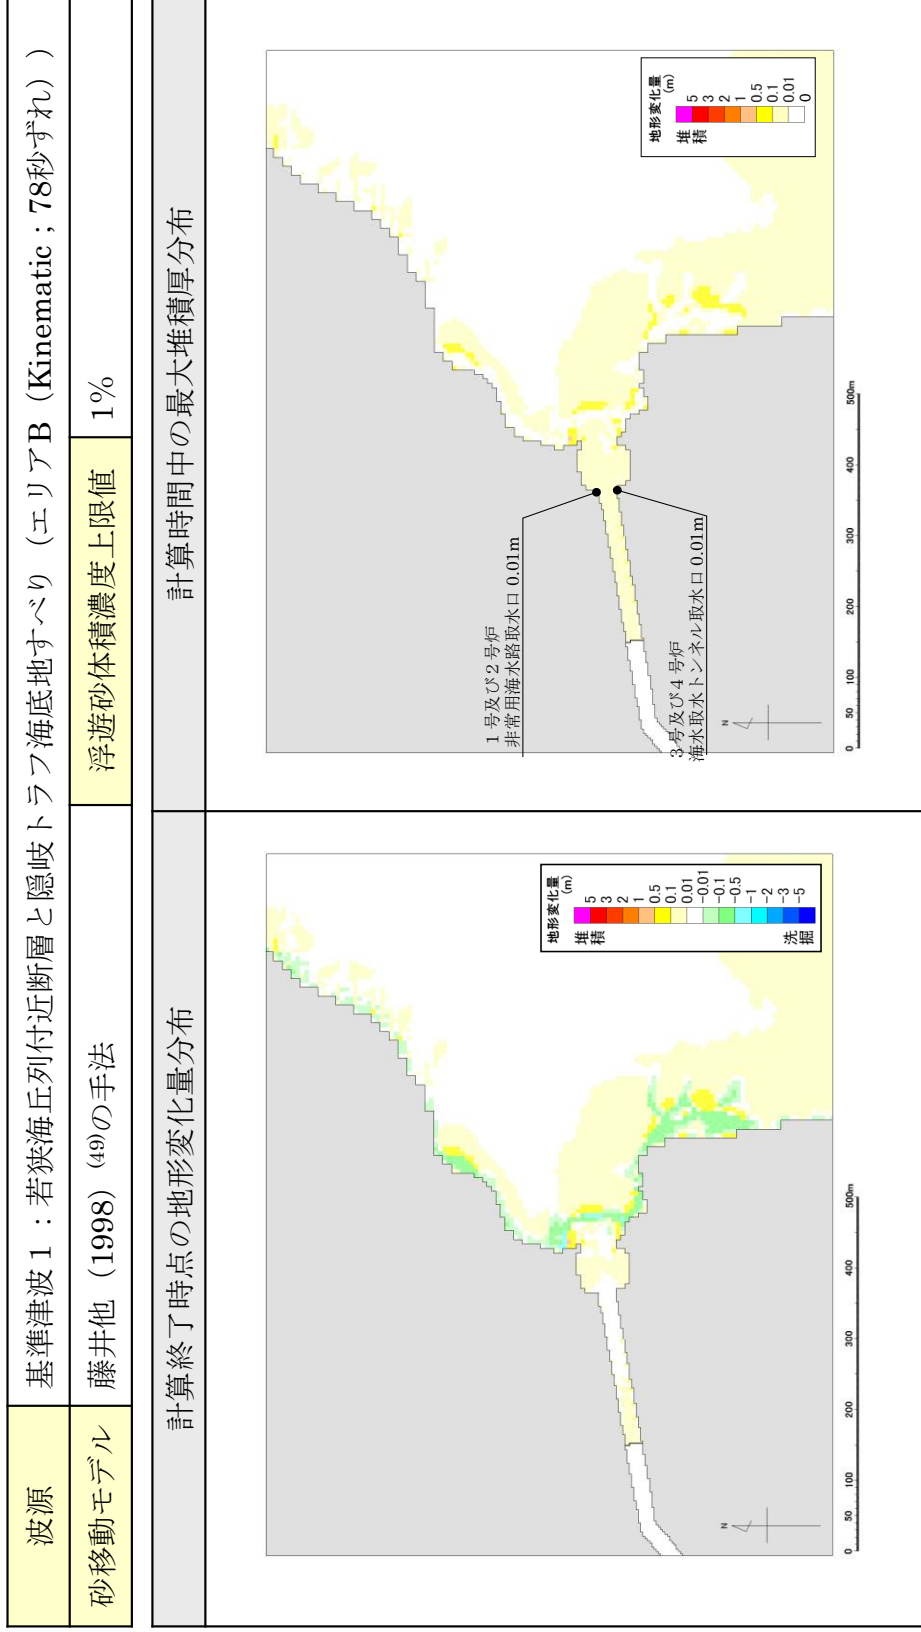 波源
基準津波1：若狭海丘列付近断層と隠岐トラフ海底地すべり（エリアB（Kinematic；78秒ずれ））
砂移動モデル
藤井他（1998）(49)の手法
浮遊砂体積濃度上限値
1%
計算終了時点の地形変化量分布
計算時間中の最大堆積厚分布
地形変化量
(m)
堆積
5
3
2
1
0.5
0.1
0.01
-0.01
-0.1
-0.5
-1
-2
-3
-5
洗掘
N
0 50 100 200 300 400 500m
地形変化量
(m)
堆積
5
3
2
1
0.5
0.1
0.01
0
1号及び2号炉
非常用海水路取水口 0.01m
3号及び4号炉
海水取水トンネル取水口 0.01m
N
0 50 100 200 300 400 500m